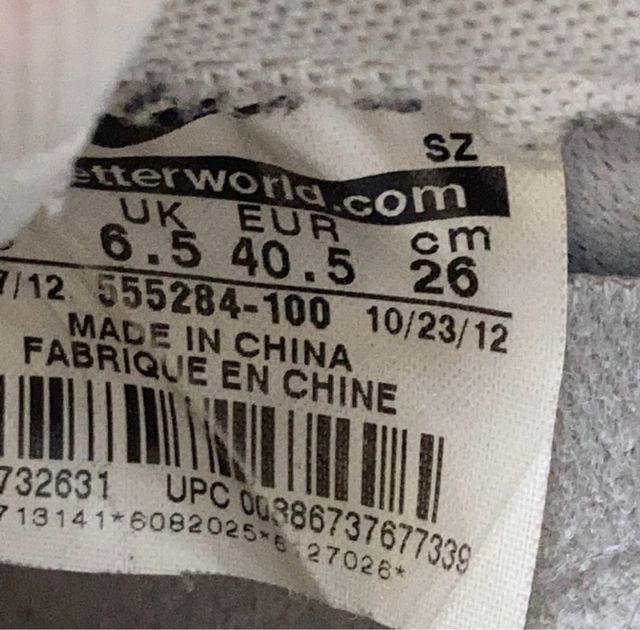 SZ
etterworld.com
UK EUR cm
6.5 40.5 26
7/12 555284-100 10/23/12
MADE IN CHINA
FABRIQUE EN CHINE
732631 UPC 00886737677339
713141*6082025*6 27026*